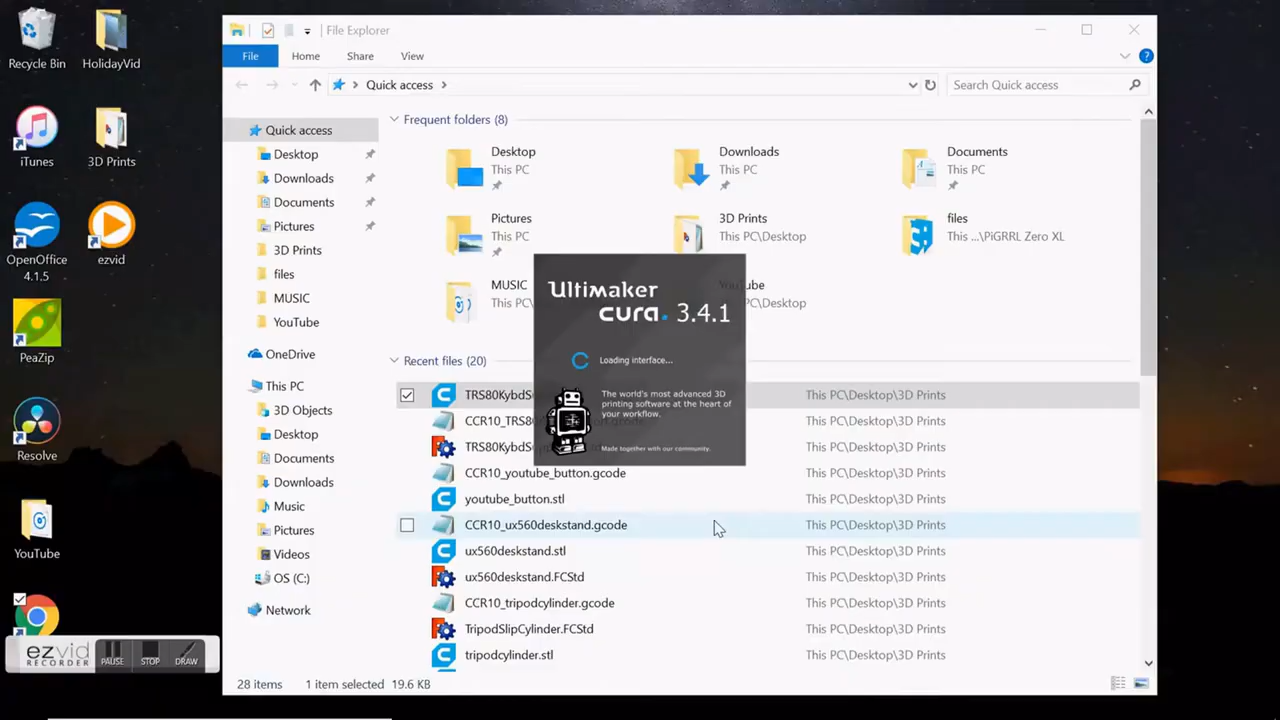 Recycle Bin
HolidayVid
iTunes
3D Prints
OpenOffice
4.1.5
ezvid
PeaZip
Resolve
YouTube
ezvid
RECORDER
PAUSE
STOP
DRAW
File Explorer
File
Home
Share
View
Quick access
Search Quick access
Quick access
Desktop
Downloads
Documents
Pictures
3D Prints
files
MUSIC
YouTube
OneDrive
This PC
3D Objects
Desktop
Documents
Downloads
Music
Pictures
Videos
OS (C:)
Network
Frequent folders (8)
Desktop
This PC
Downloads
This PC
Documents
This PC
Pictures
This PC
3D Prints
This PC\Desktop
files
This ...\PiGRRL Zero XL
MUSIC
This PC\D
YouTube
PC\Desktop
Ultimaker
cura. 3.4.1
Loading interface...
The world's most advanced 3D
printing software at the heart of
your workflow.
Made together with our community.
Recent files (20)
TRS80KybdS
This PC\Desktop\3D Prints
CCR10_TRS80
This PC\Desktop\3D Prints
TRS80KybdS
This PC\Desktop\3D Prints
CCR10_youtube_button.gcode
This PC\Desktop\3D Prints
youtube_button.stl
This PC\Desktop\3D Prints
CCR10_ux560deskstand.gcode
This PC\Desktop\3D Prints
ux560deskstand.stl
This PC\Desktop\3D Prints
ux560deskstand.FCStd
This PC\Desktop\3D Prints
CCR10_tripodcylinder.gcode
This PC\Desktop\3D Prints
TripodSlipCylinder.FCStd
This PC\Desktop\3D Prints
tripodcylinder.stl
This PC\Desktop\3D Prints
28 items
1 item selected 19.6 KB